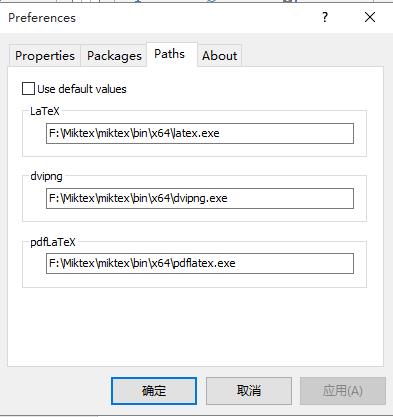 Preferences
Properties Packages Paths About
Use default values
LaTeX
F:\Miktex\miktex\bin\x64\latex.exe
dvipng
F:\Miktex\miktex\bin\x64\dvipng.exe
pdfLaTeX
F:\Miktex\miktex\bin\x64\pdflatex.exe
确定 取消 应用(A)